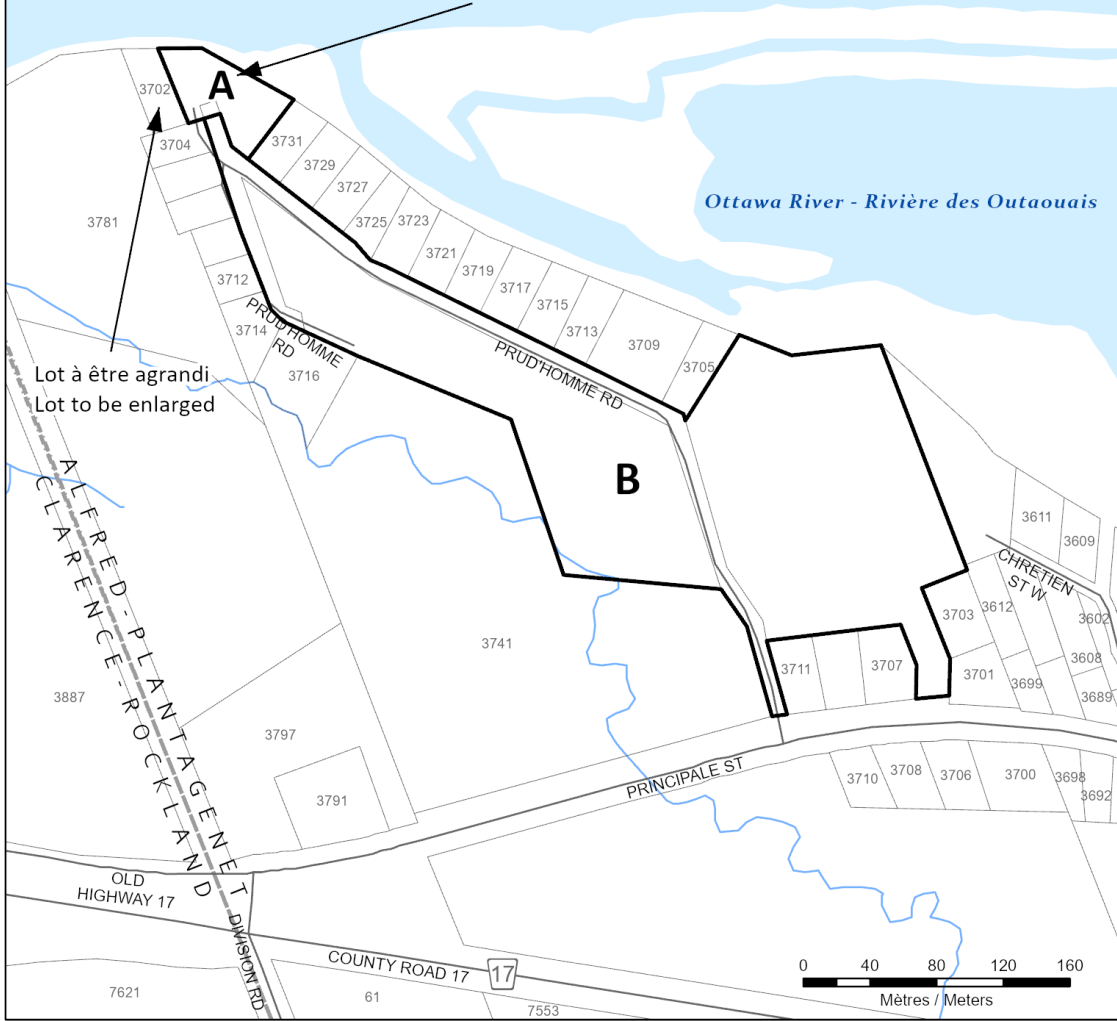 A
3702
3704
3731
3729
3727
3725
3723
3721
3719
3717
3715
3713
3709
3705
Ottawa River - Rivière des Outaouais
3781
3712
3714
3716
PRUD'HOMME
RD
PRUD'HOMME RD
Lot à être agrandi
Lot to be enlarged
B
3611
3609
CHRETIEN
ST W
3703
3612
3602
3608
3701
3699
3689
3711
3707
3741
ALFRED-PLANTAGENET
CLARENCE-ROCKLAND
3887
3797
3791
PRINCIPALE ST
3710
3708
3706
3700
3698
3692
OLD
HIGHWAY 17
DIVISION RD
COUNTY ROAD 17
17
7621
61
7553
0 40 80 120 160
Mètres / Meters